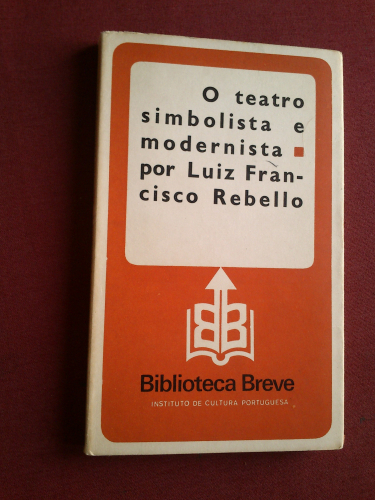 O teatro
simbolista e
modernista ■
por Luiz Fran-
cisco Rebello
BB
Biblioteca Breve
INSTITUTO DE CULTURA PORTUGUESA